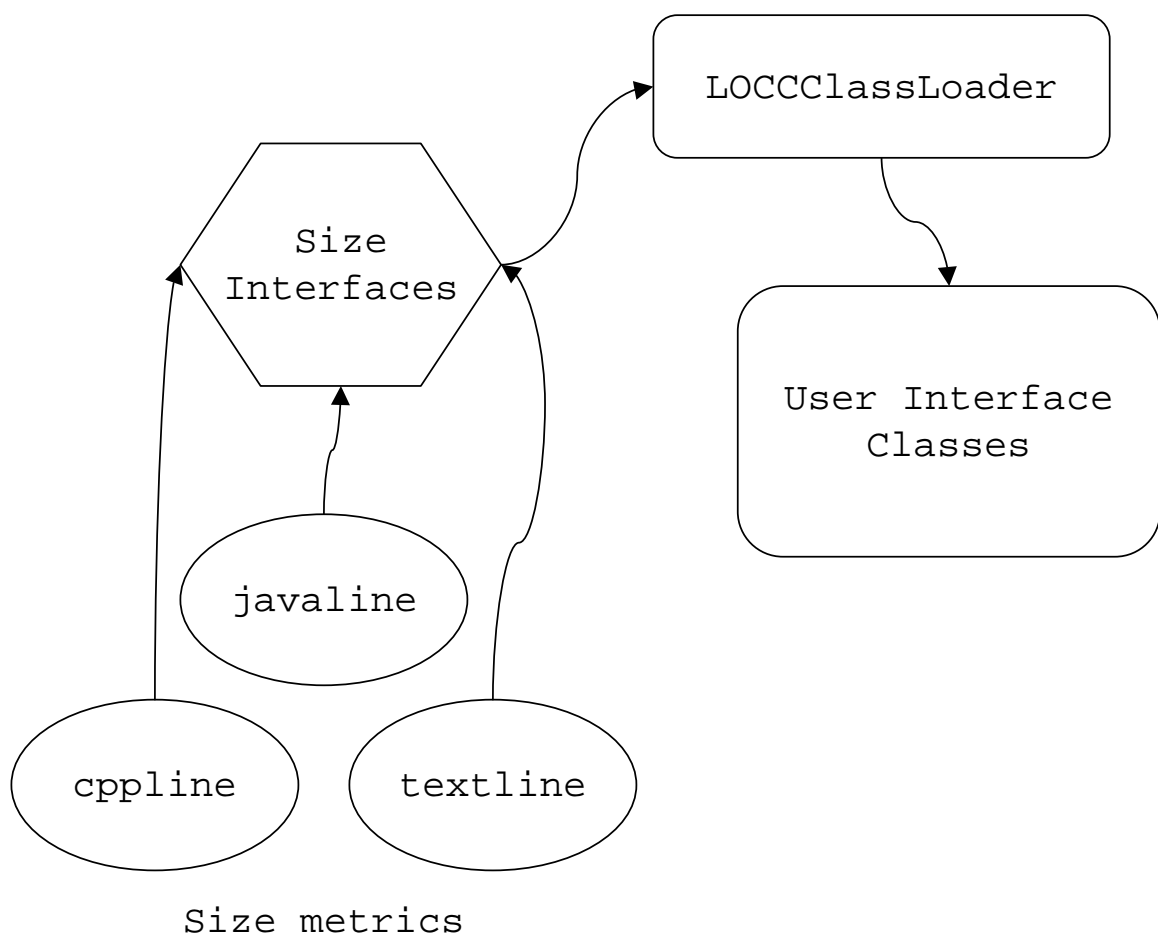 LOCCClassLoader
Size
Interfaces
User Interface
Classes
javaline
cppline
textline
Size metrics